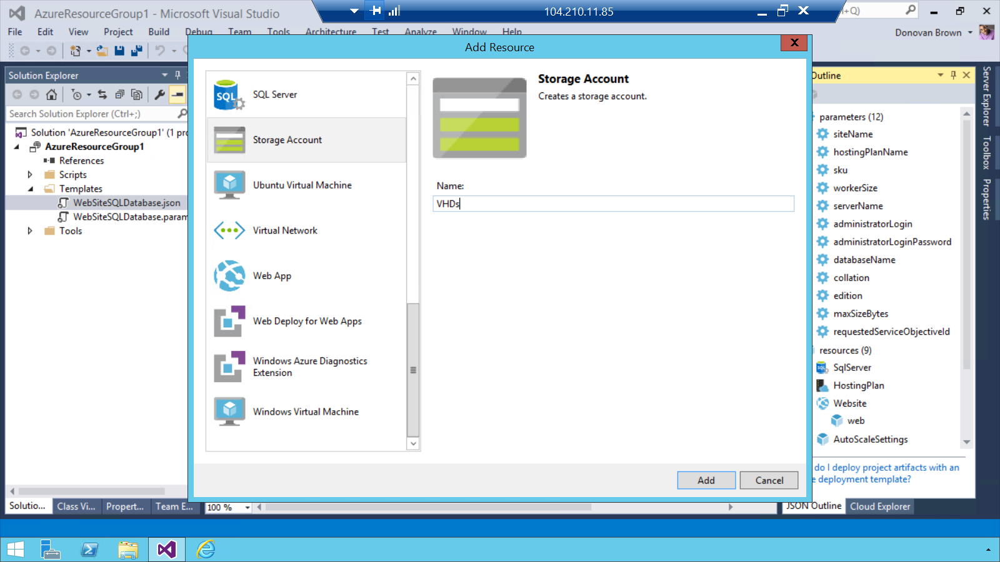 AzureResourceGroup1 - Microsoft Visual Studio
104.210.11.85
File Edit View Project Build Debug Team Tools Architecture Test Analyze Window Help
Donovan Brown
Add Resource
Solution Explorer
Search Solution Explorer (Ctrl+;)
Solution 'AzureResourceGroup1' (1 pro
AzureResourceGroup1
References
Scripts
Templates
WebSiteSQLDatabase.json
WebSiteSQLDatabase.param
Tools
SQL Server
Storage Account
Ubuntu Virtual Machine
Virtual Network
Web App
Web Deploy for Web Apps
Windows Azure Diagnostics
Extension
Windows Virtual Machine
Storage Account
Creates a storage account.
Name:
VHDs
Add
Cancel
Outline
parameters (12)
siteName
hostingPlanName
sku
workerSize
serverName
administratorLogin
administratorLoginPassword
databaseName
collation
edition
maxSizeBytes
requestedServiceObjectiveId
resources (9)
SqlServer
HostingPlan
Website
web
AutoScaleSettings
do I deploy project artifacts with an
e deployment template?
Server Explorer
Toolbox
Properties
Solutio... Class Vi... Propert... Team E...
100 %
JSON Outline
Cloud Explorer